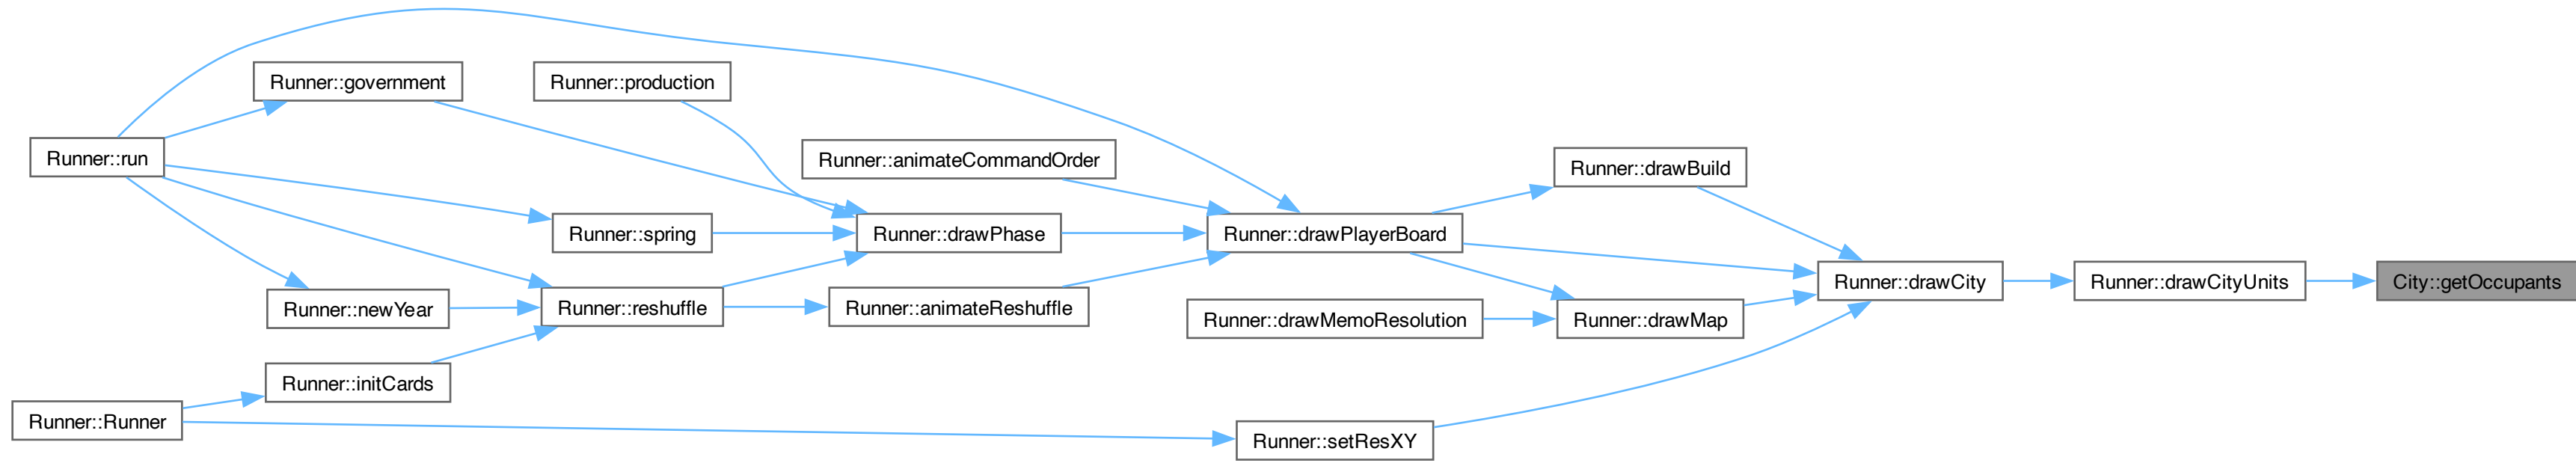 Runner::government
Runner::production
Runner::run
Runner::animateCommandOrder
Runner::drawBuild
Runner::spring
Runner::drawPhase
Runner::drawPlayerBoard
Runner::drawCity
Runner::drawCityUnits
City::getOccupants
Runner::newYear
Runner::reshuffle
Runner::animateReshuffle
Runner::drawMemoResolution
Runner::drawMap
Runner::initCards
Runner::Runner
Runner::setResXY